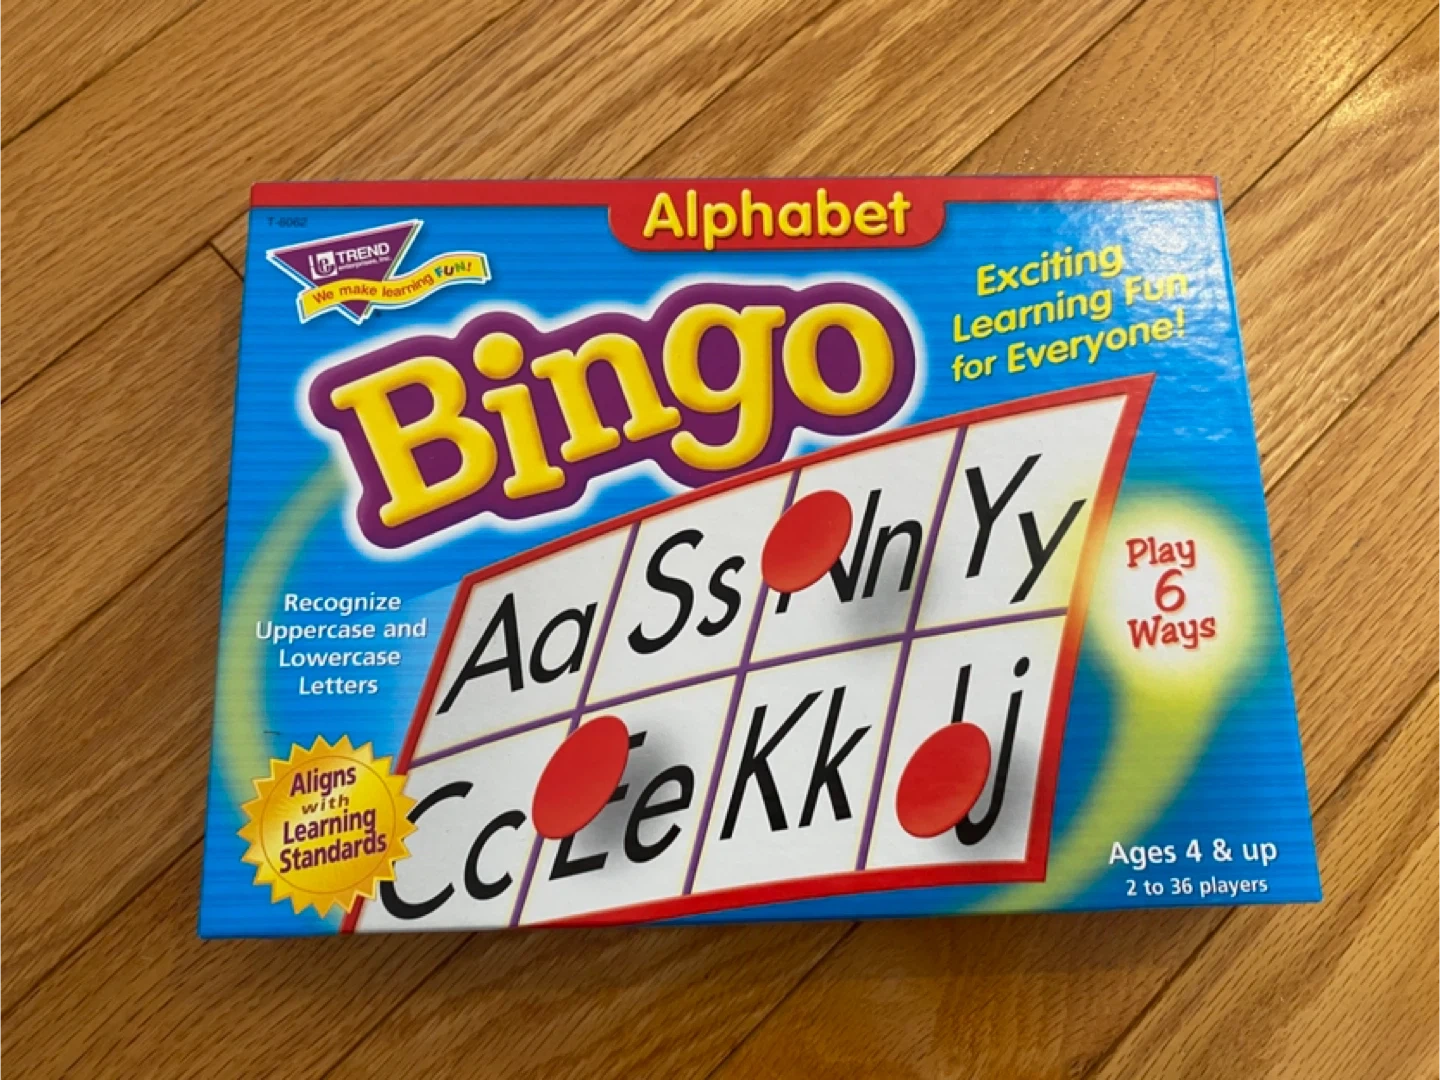 Alphabet
T-6062
TREND
enterprises, Inc.
We make learning FUN!
Bingo
Exciting
Learning Fun
for Everyone!
Aa Ss Nn Yy
Cc Ee Kk Jj
Play
6
Ways
Recognize
Uppercase and
Lowercase
Letters
Aligns
with
Learning
Standards
Ages 4 & up
2 to 36 players